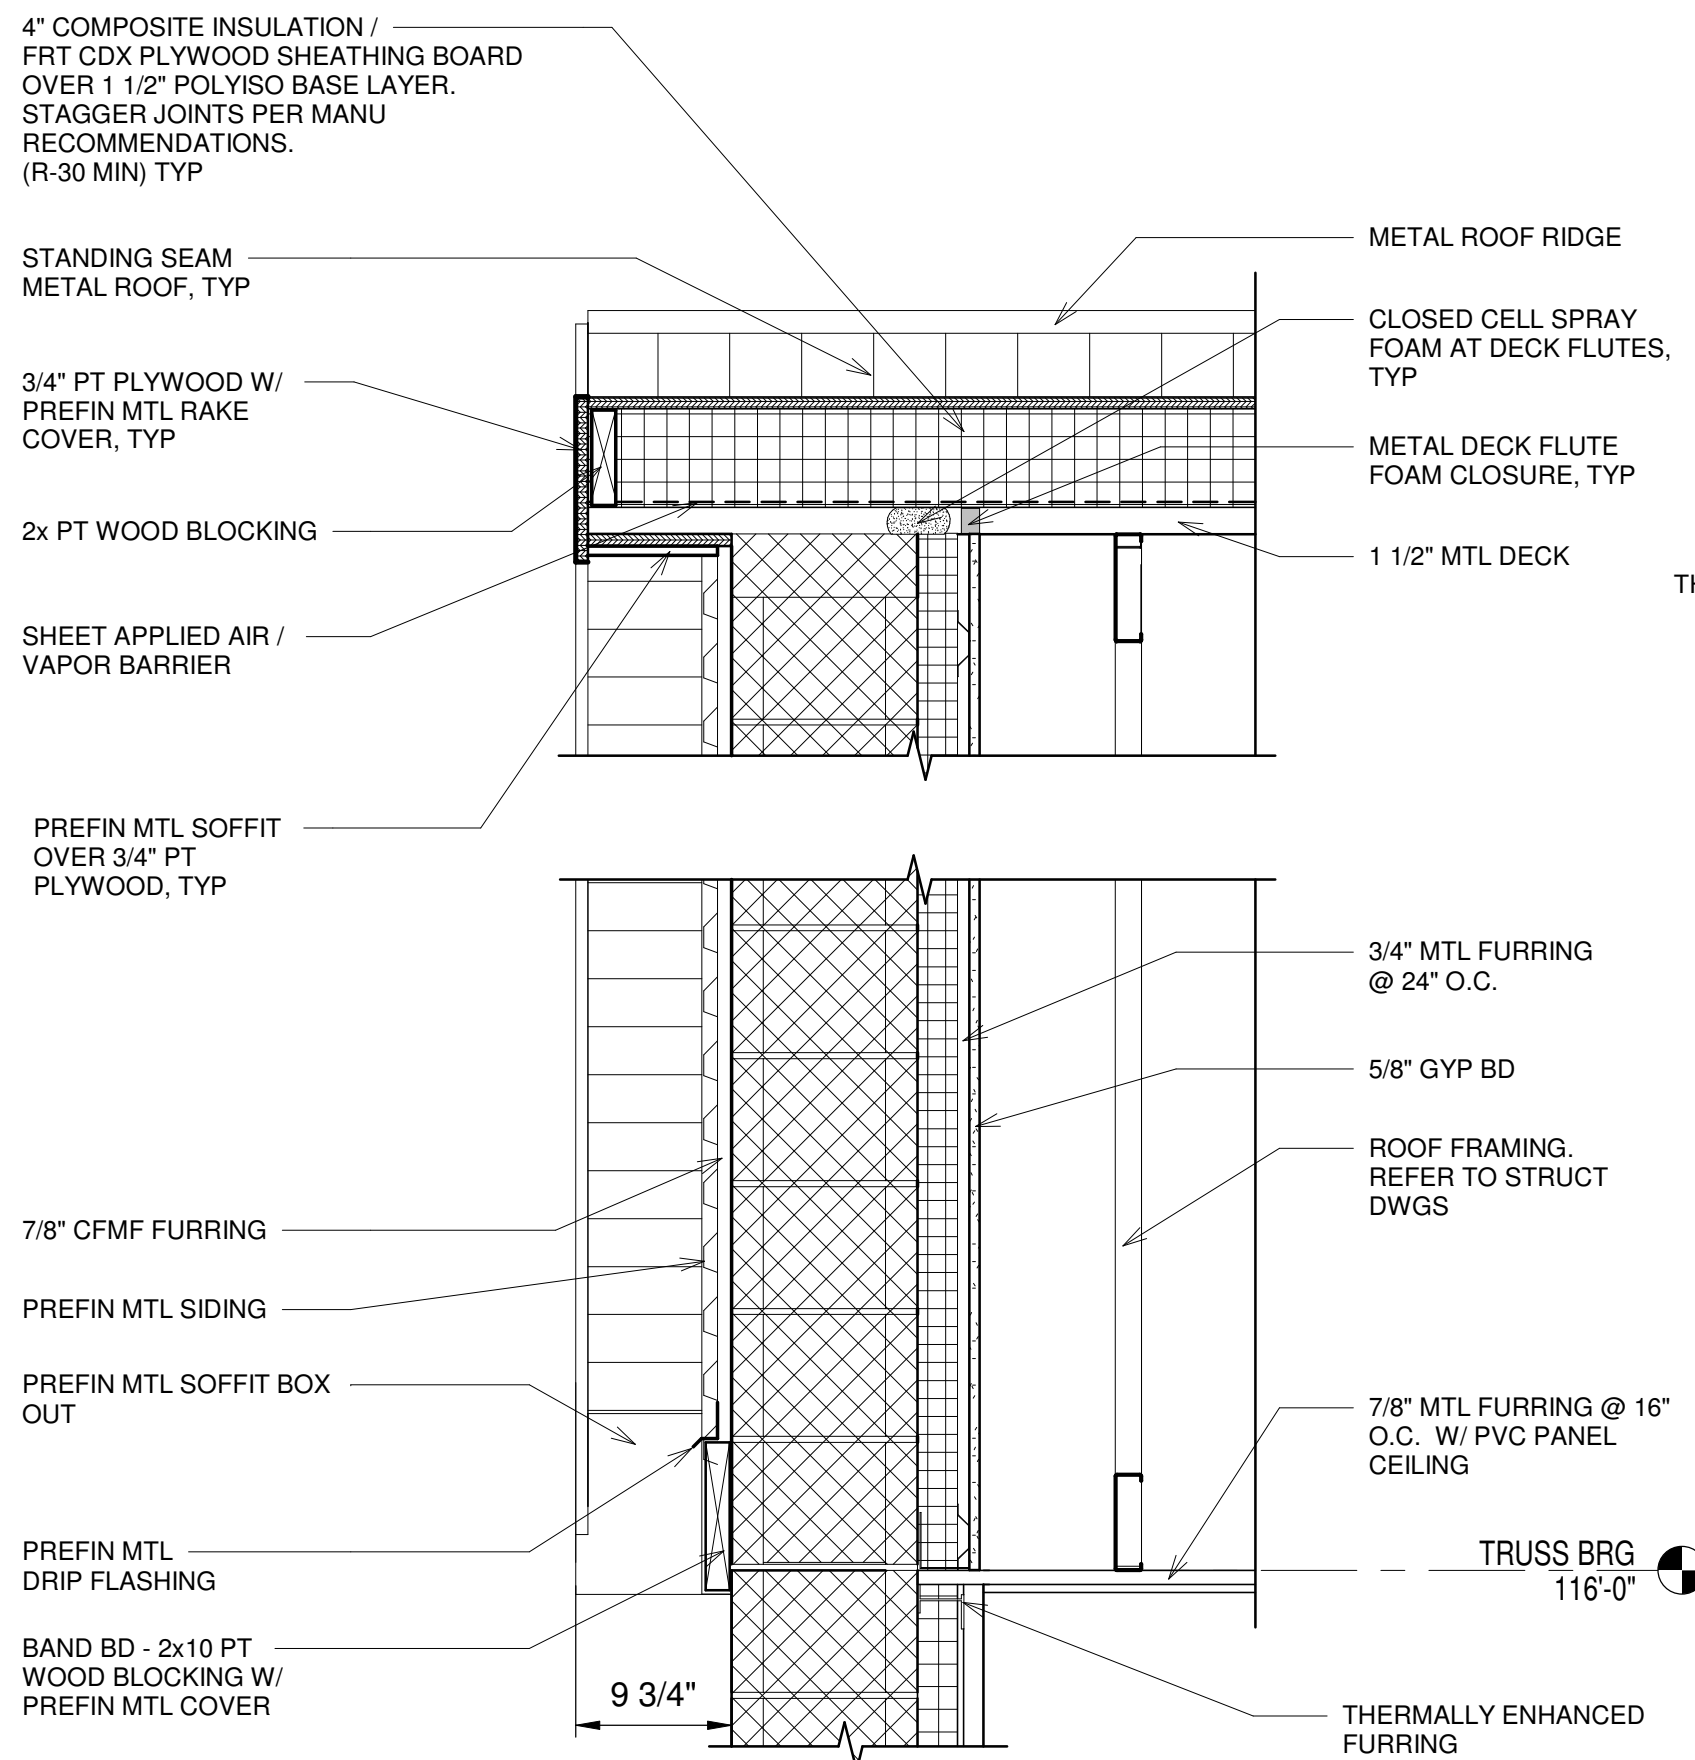 4" COMPOSITE INSULATION /
FRT CDX PLYWOOD SHEATHING BOARD
OVER 1 1/2" POLYISO BASE LAYER.
STAGGER JOINTS PER MANU
RECOMMENDATIONS.
(R-30 MIN) TYP
STANDING SEAM
METAL ROOF, TYP
3/4" PT PLYWOOD W/
PREFIN MTL RAKE
COVER, TYP
2x PT WOOD BLOCKING
SHEET APPLIED AIR /
VAPOR BARRIER
PREFIN MTL SOFFIT
OVER 3/4" PT
PLYWOOD, TYP
7/8" CFMF FURRING
PREFIN MTL SIDING
PREFIN MTL SOFFIT BOX
OUT
PREFIN MTL
DRIP FLASHING
BAND BD - 2x10 PT
WOOD BLOCKING W/
PREFIN MTL COVER
9 3/4"
METAL ROOF RIDGE
CLOSED CELL SPRAY
FOAM AT DECK FLUTES,
TYP
METAL DECK FLUTE
FOAM CLOSURE, TYP
1 1/2" MTL DECK
3/4" MTL FURRING
@ 24" O.C.
5/8" GYP BD
ROOF FRAMING.
REFER TO STRUCT
DWGS
7/8" MTL FURRING @ 16"
O.C. W/ PVC PANEL
CEILING
TRUSS BRG
116'-0"
THERMALLY ENHANCED
FURRING